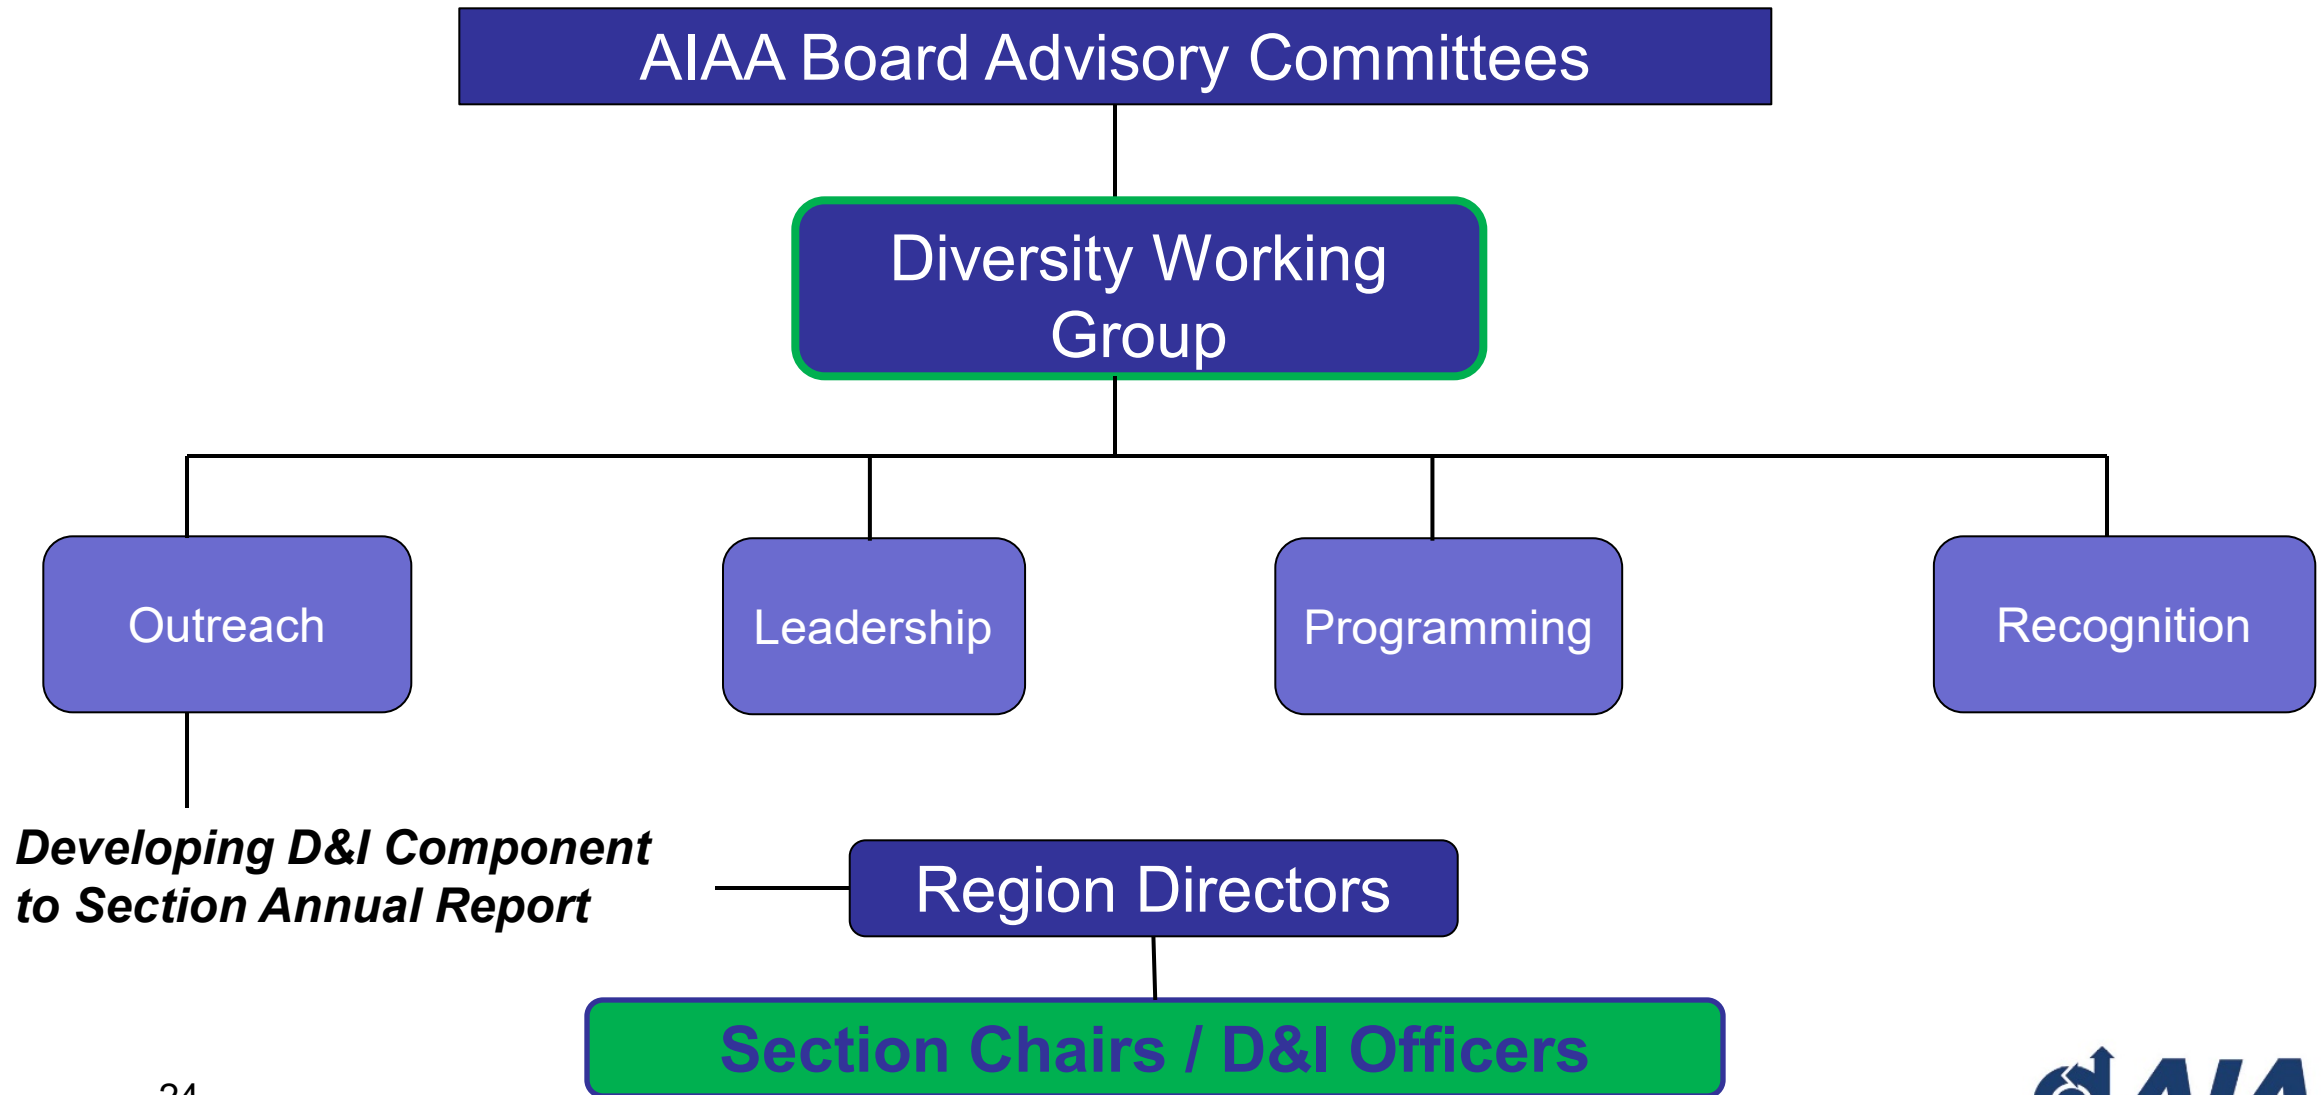 AIAA Board Advisory Committees
Diversity Working
Group
Outreach
Leadership
Programming
Recognition
Developing D&I Component
to Section Annual Report
Region Directors
Section Chairs / D&I Officers
24